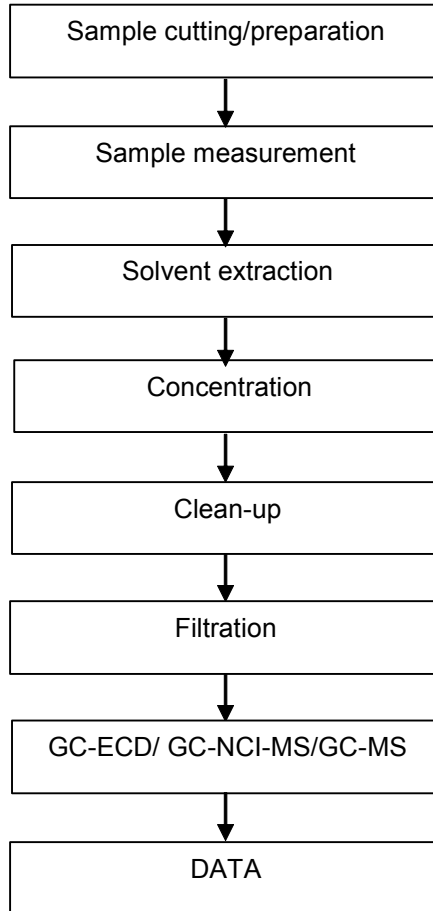 Sample cutting/preparation
Sample measurement
Solvent extraction
Concentration
Clean-up
Filtration
GC-ECD/ GC-NCI-MS/GC-MS
DATA